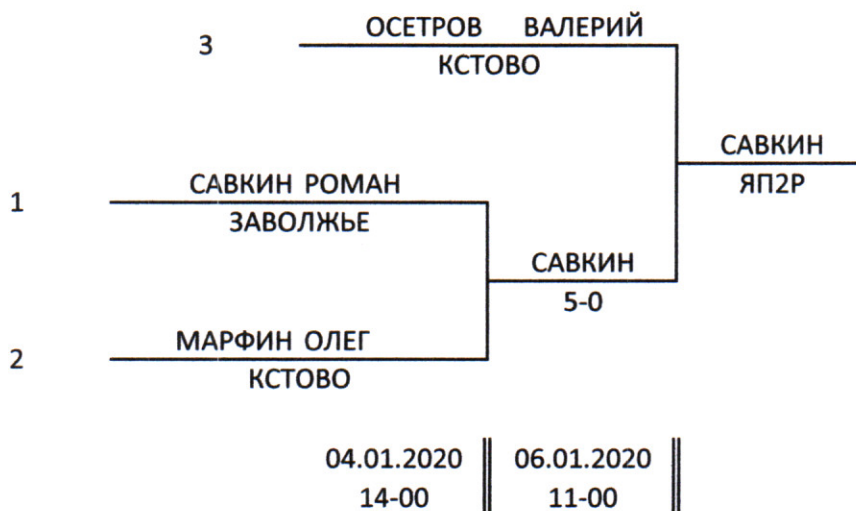 3
ОСЕТРОВ ВАЛЕРИЙ
КСТОВО
САВКИН
ЯП2Р
1
САВКИН РОМАН
ЗАВОЛЖЬЕ
САВКИН
5-0
2
МАРФИН ОЛЕГ
КСТОВО
04.01.2020 06.01.2020
14-00 11-00